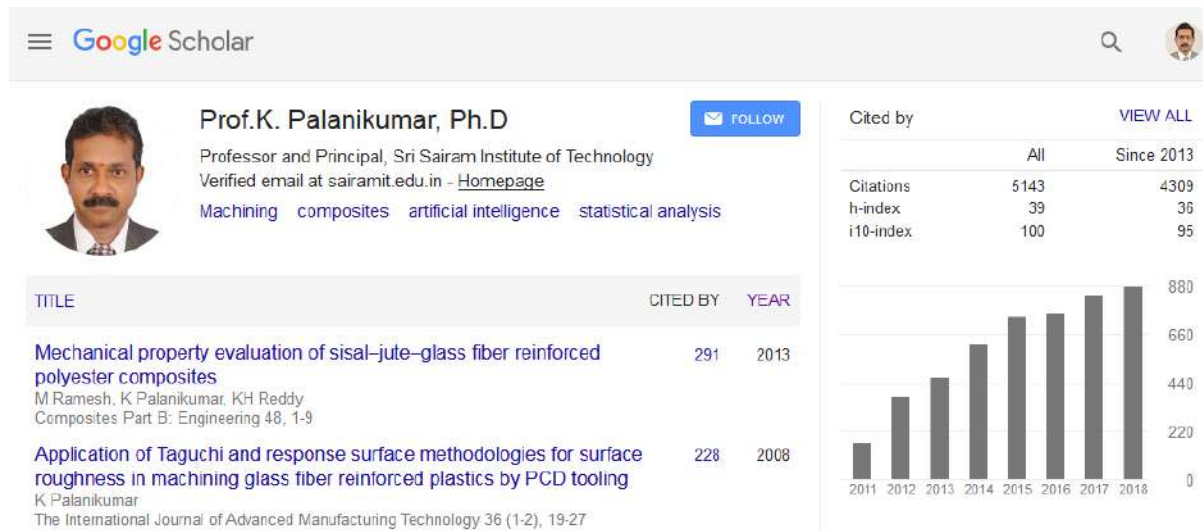 Google Scholar
Prof.K. Palanikumar, Ph.D
FOLLOW
Professor and Principal, Sri Sairam Institute of Technology
Verified email at sairamit.edu.in - Homepage
Machining composites artificial intelligence statistical analysis
TITLE CITED BY YEAR
Mechanical property evaluation of sisal–jute–glass fiber reinforced 291 2013
polyester composites
M Ramesh, K Palanikumar, KH Reddy
Composites Part B: Engineering 48, 1-9
Application of Taguchi and response surface methodologies for surface 228 2008
roughness in machining glass fiber reinforced plastics by PCD tooling
K Palanikumar
The International Journal of Advanced Manufacturing Technology 36 (1-2), 19-27
Cited by VIEW ALL
All Since 2013
Citations 5143 4309
h-index 39 36
i10-index 100 95
880
660
440
220
0
2011 2012 2013 2014 2015 2016 2017 2018